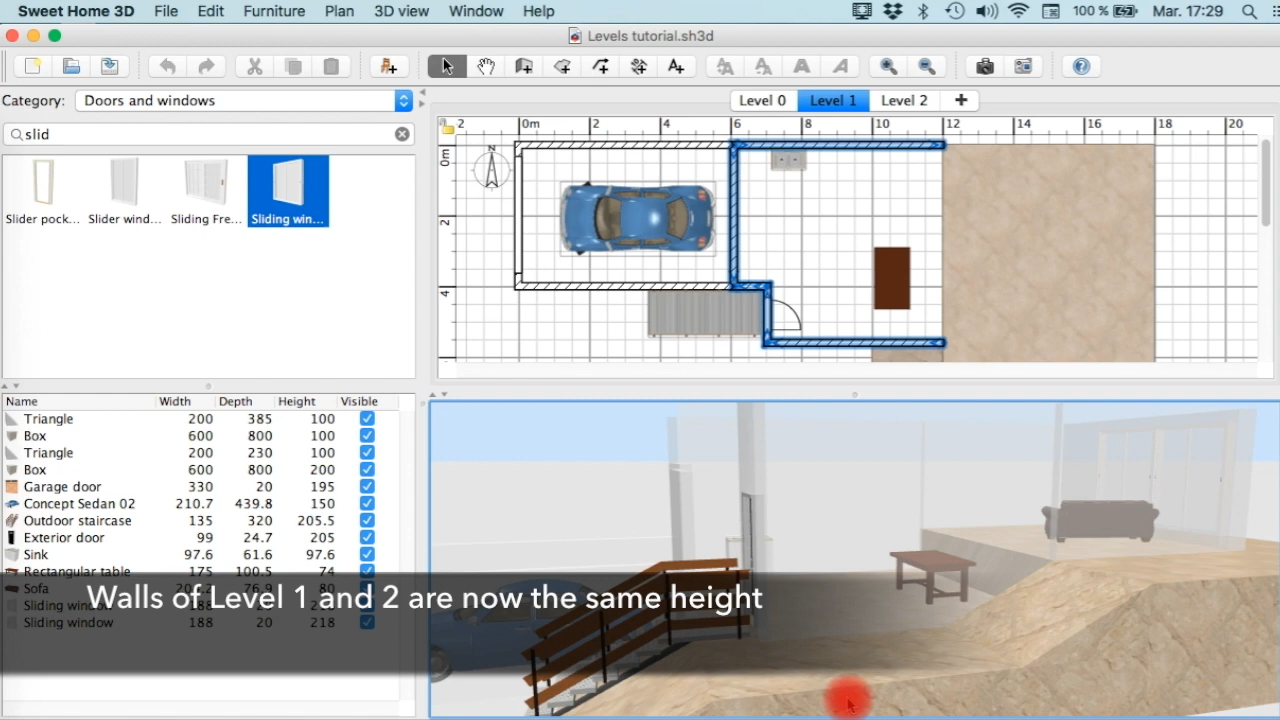 Sweet Home 3D File Edit Furniture Plan 3D view Window Help 100 % Mar. 17:29
Levels tutorial.sh3d
Category: Doors and windows
Level 0 Level 1 Level 2 +
slid
2 0m 2 4 6 8 10 12 14 16 18 20
0m
2
4
N
Slider pock... Slider wind... Sliding Fre... Sliding win...
Name Width Depth Height Visible
Triangle 200 385 100
Box 600 800 100
Triangle 200 230 100
Box 600 800 200
Garage door 330 20 195
Concept Sedan 02 210.7 439.8 150
Outdoor staircase 135 320 205.5
Exterior door 99 24.7 205
Sink 97.6 61.6 97.6
Rectangular table 175 100.5 74
Sofa 80
Walls of Level 1 and 2 are now the same height
188 20 218
Sliding window 188 20 218